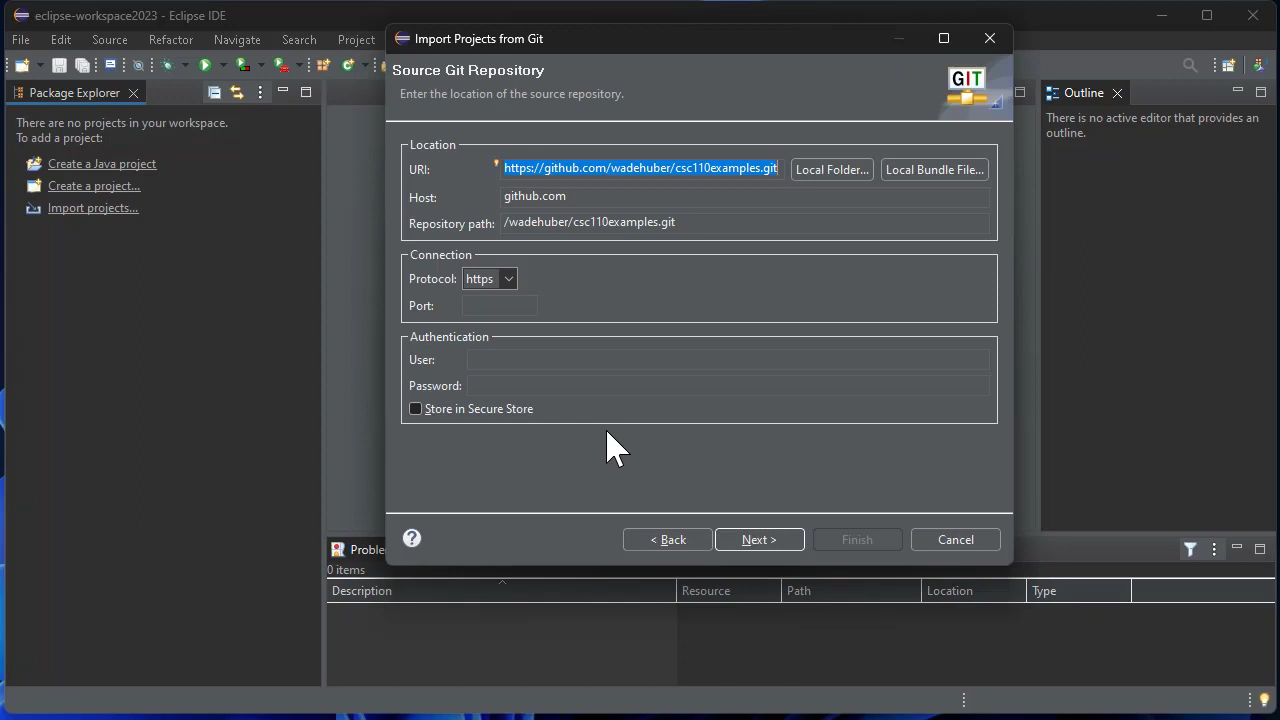 eclipse-workspace2023 - Eclipse IDE
File Edit Source Refactor Navigate Search Project
Package Explorer
There are no projects in your workspace.
To add a project:
Create a Java project
Create a project...
Import projects...
Import Projects from Git
Source Git Repository
Enter the location of the source repository.
GIT
Location
URI: https://github.com/wadehuber/csc110examples.git Local Folder... Local Bundle File...
Host: github.com
Repository path: /wadehuber/csc110examples.git
Connection
Protocol: https
Port:
Authentication
User:
Password:
Store in Secure Store
? < Back Next > Finish Cancel
Outline
There is no active editor that provides an
outline.
Proble
0 items
Description Resource Path Location Type